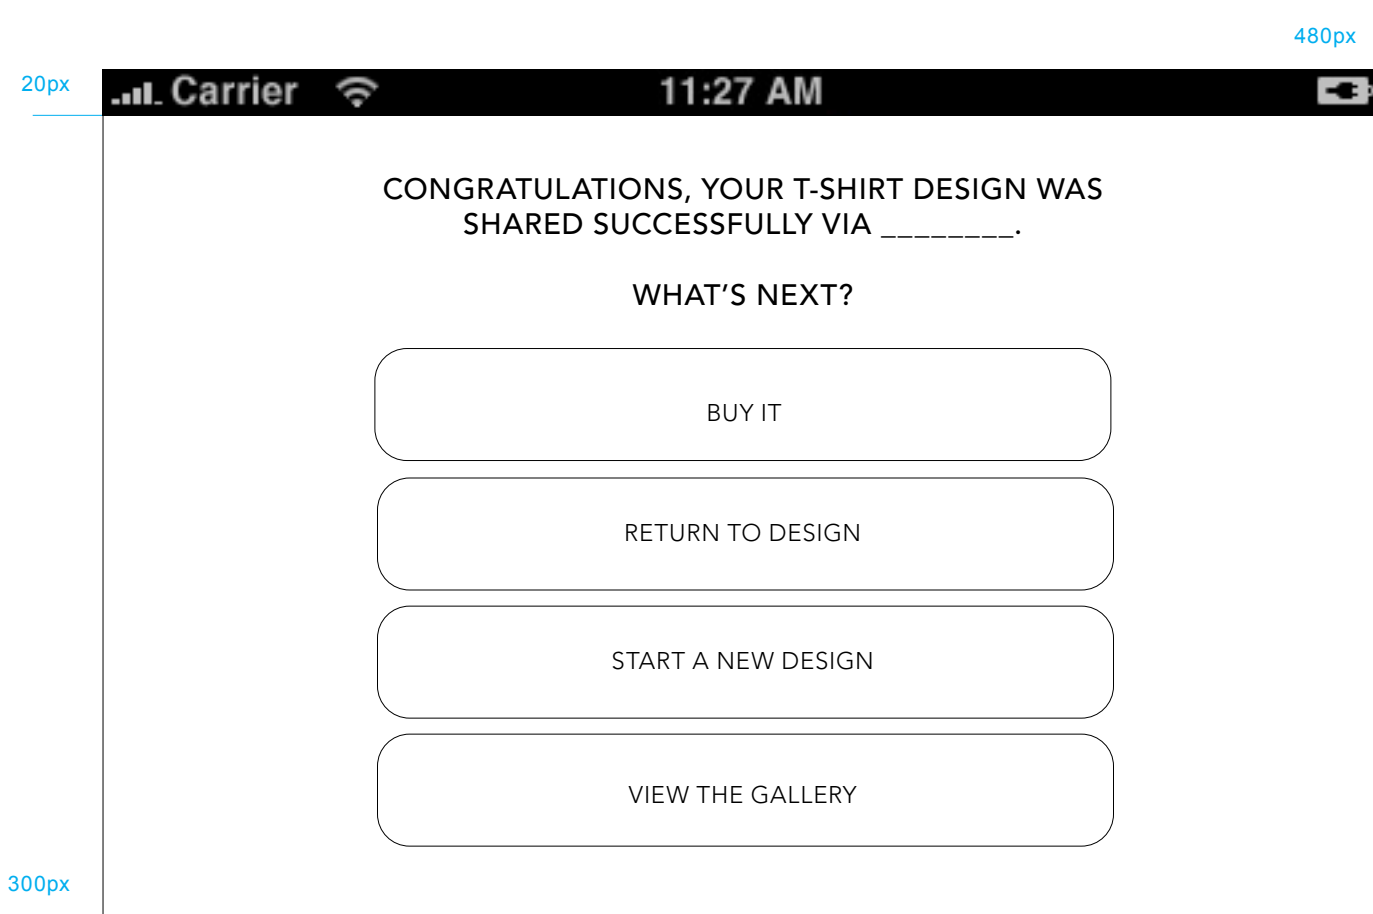 480px
20px
Carrier 11:27 AM
CONGRATULATIONS, YOUR T-SHIRT DESIGN WAS
SHARED SUCCESSFULLY VIA ________.
WHAT’S NEXT?
BUY IT
RETURN TO DESIGN
START A NEW DESIGN
VIEW THE GALLERY
300px